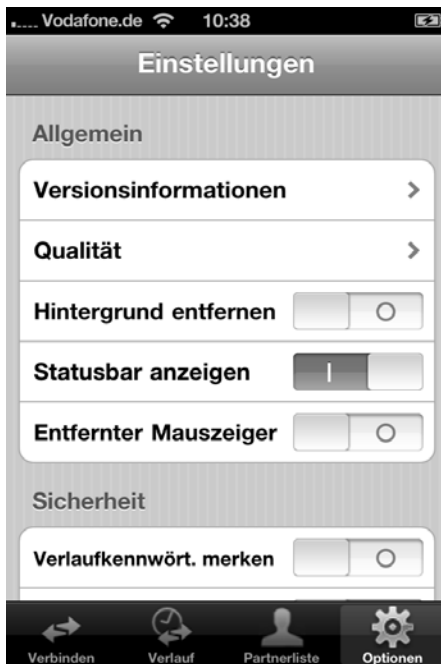 Vodafone.de 10:38
Einstellungen
Allgemein
Versionsinformationen
Qualität
Hintergrund entfernen
Statusbar anzeigen
Entfernter Mauszeiger
Sicherheit
Verlaufkennwört. merken
Verbinden Verlauf Partnerliste Optionen